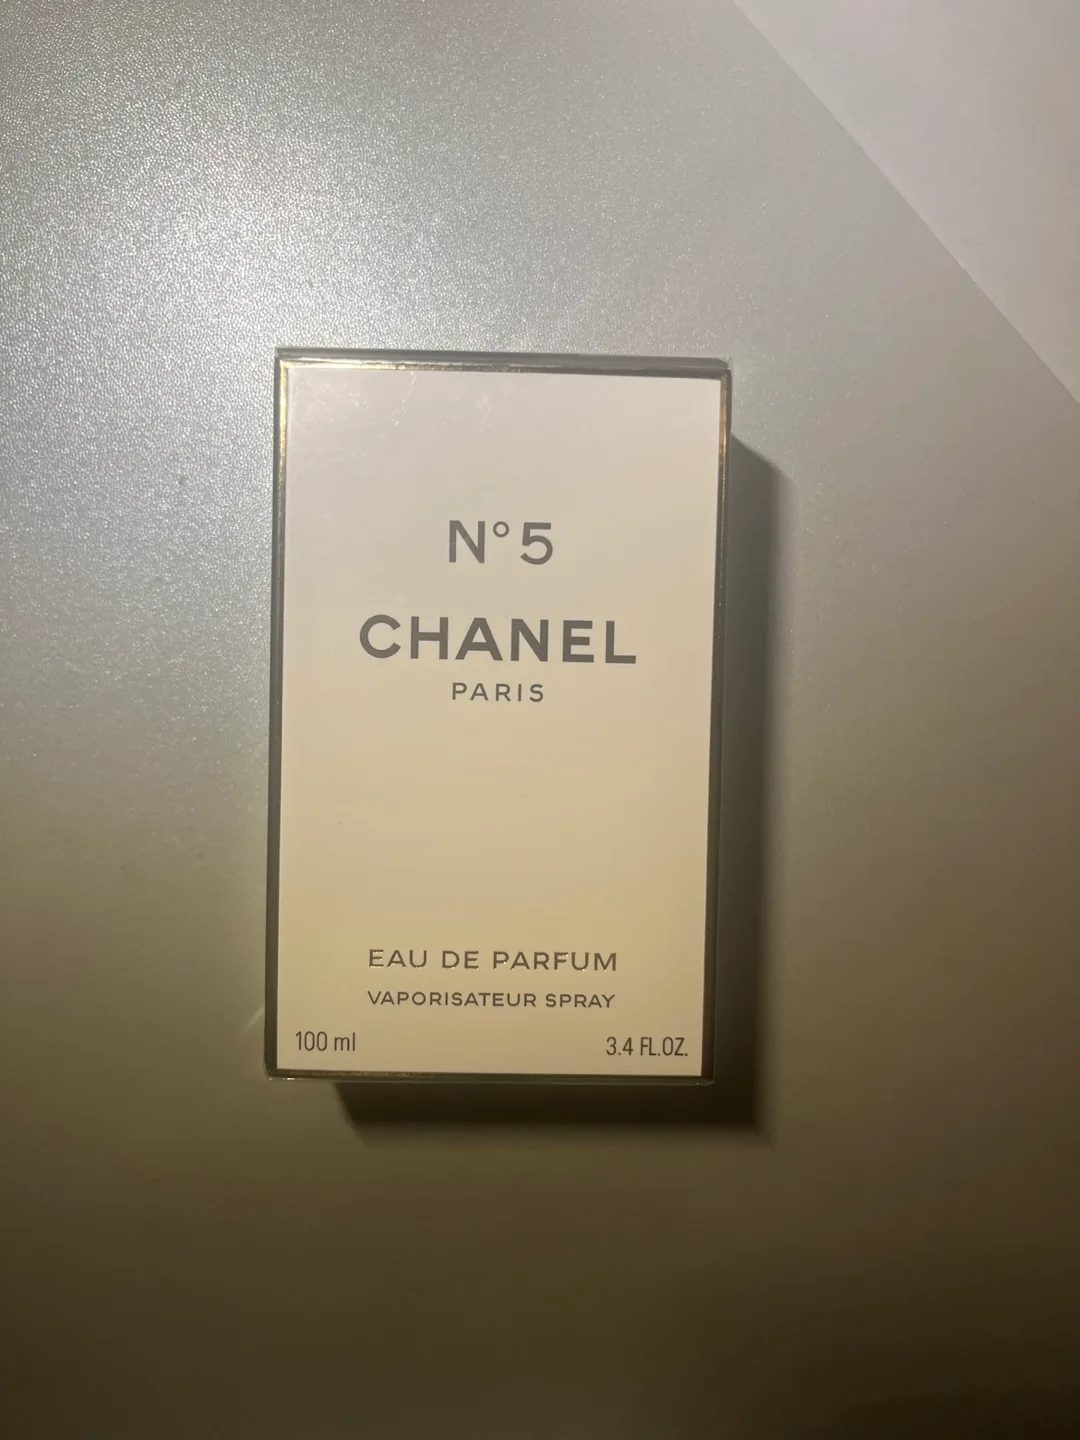 N°5
CHANEL
PARIS
EAU DE PARFUM
VAPORISATEUR SPRAY
100 ml 3.4 FL.OZ.